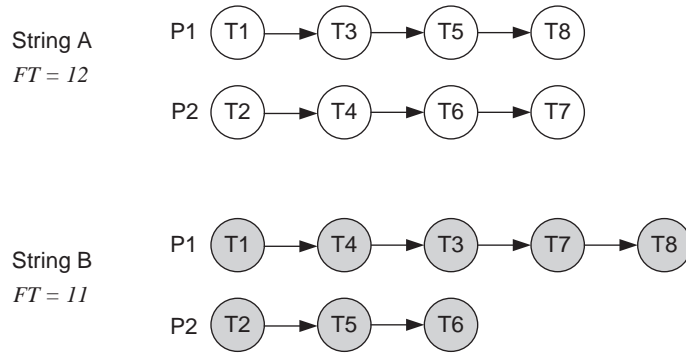 String A
FT = 12
P1 T1 T3 T5 T8
P2 T2 T4 T6 T7
String B
FT = 11
P1 T1 T4 T3 T7 T8
P2 T2 T5 T6